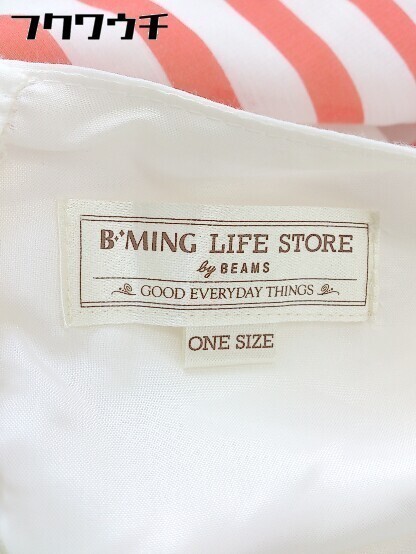 フクワウチ
B✦MING LIFE STORE
by BEAMS
GOOD EVERYDAY THINGS
ONE SIZE